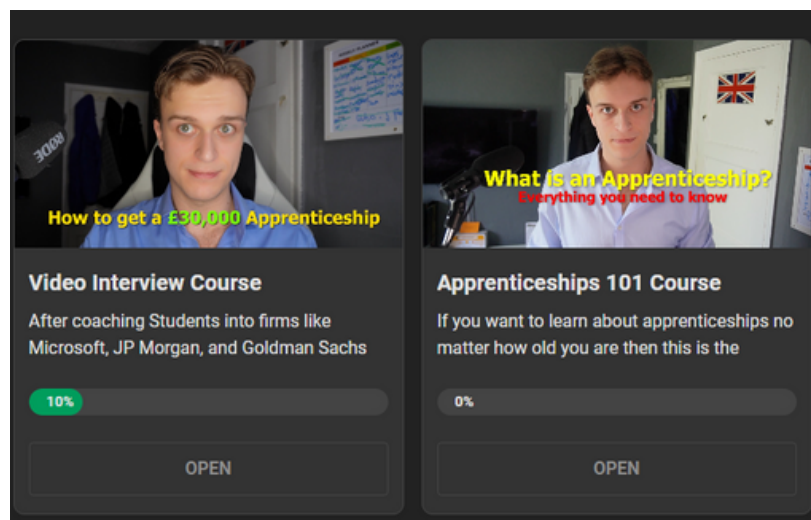 RØDE
How to get a £30,000 Apprenticeship
What is an Apprenticeship?
Everything you need to know
Video Interview Course
After coaching Students into firms like
Microsoft, JP Morgan, and Goldman Sachs
10%
OPEN
Apprenticeships 101 Course
If you want to learn about apprenticeships no
matter how old you are then this is the
0%
OPEN